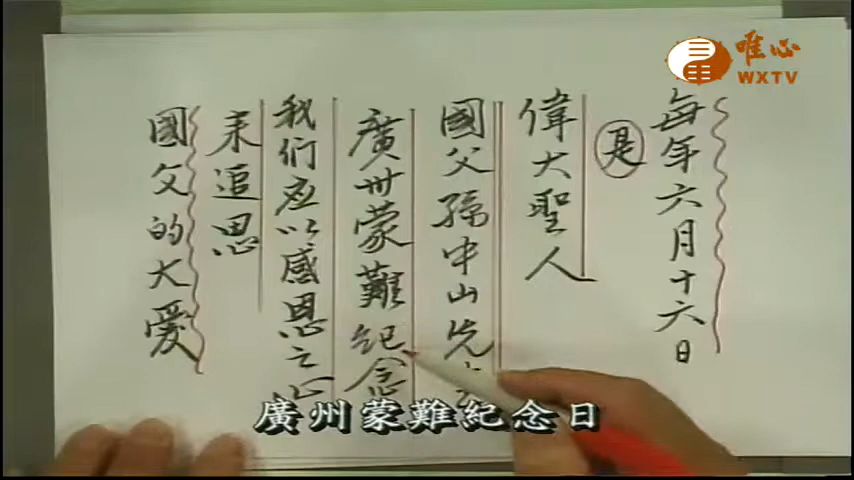 每年六月十六日
是
偉大聖人
國父孫中山先生
廣州蒙難紀念
我们应以感恩之心
来追思
國父的大愛
唯心
WXTV
廣州蒙難紀念日